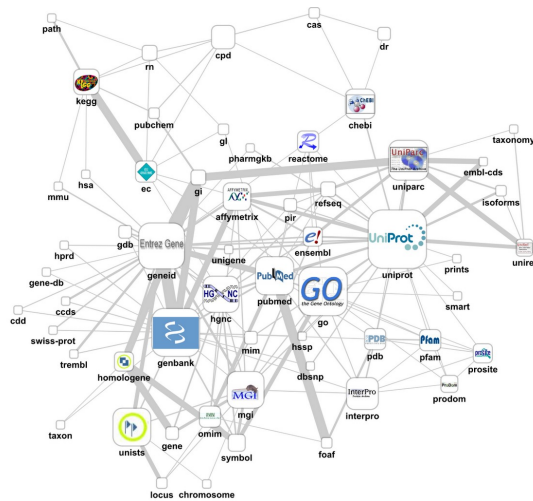 cas
path
dr
rn
cpd
kegg
pubchem
ChEBI
chebi
gl
reactome
pharmgkb
UniParc
taxonomy
uniparc
embl-cds
ec
gi
hsa
mmu
AFFYMETRIX
affymetrix
refseq
isoforms
pir
gdb
Entrez Gene
geneid
hprd
e!
ensembl
UniProt
uniprot
unire
unigene
PubMed
pubmed
GO
the Gene Ontology
go
prints
gene-db
HGNC
hgnc
smart
ccds
cdd
swiss-prot
trembl
genbank
mim
hssp
PDB
pdb
Pfam
pfam
prosite
dbsnp
homologene
InterPro
interpro
ProDom
prodom
MGI
mgi
taxon
unists
gene
omim
symbol
foaf
locus
chromosome